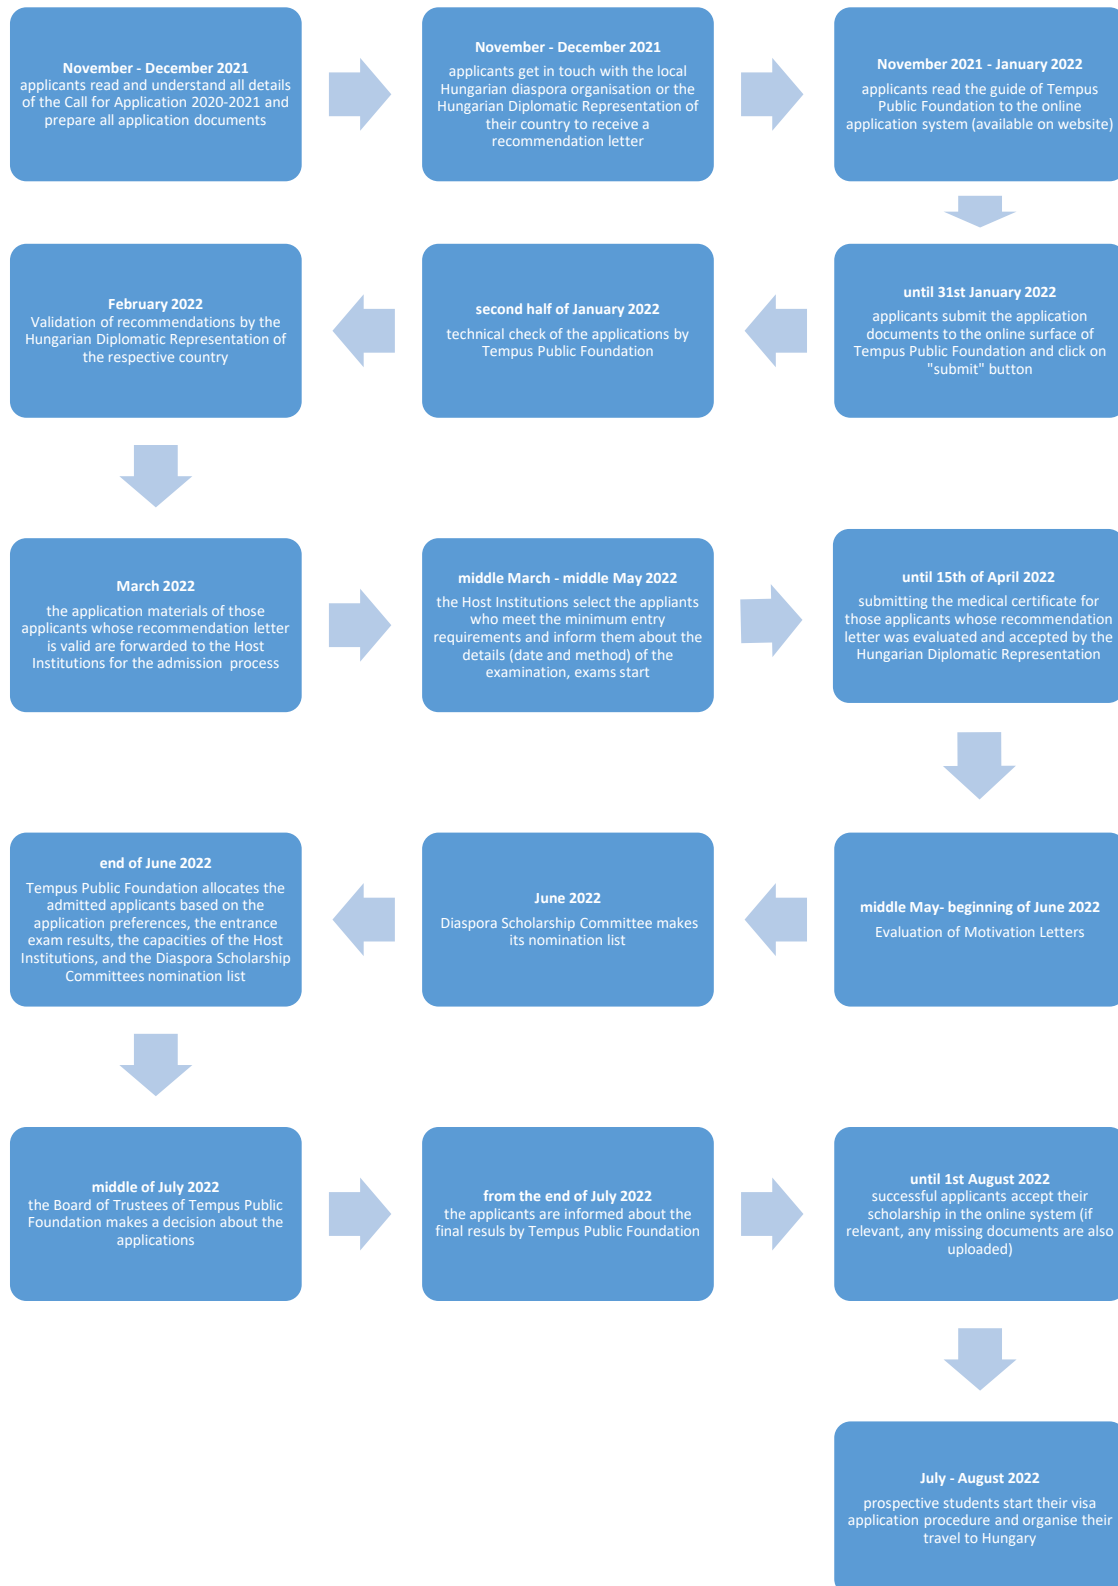 November - December 2021
applicants read and understand all details
of the Call for Application 2020-2021 and
prepare all application documents
November - December 2021
applicants get in touch with the local
Hungarian diaspora organisation or the
Hungarian Diplomatic Representation of
their country to receive a
recommendation letter
November 2021 - January 2022
applicants read the guide of Tempus
Public Foundation to the online
application system (available on website)
until 31st January 2022
applicants submit the application
documents to the online surface of
Tempus Public Foundation and click on
"submit" button
second half of January 2022
technical check of the applications by
Tempus Public Foundation
February 2022
Validation of recommendations by the
Hungarian Diplomatic Representation of
the respective country
March 2022
the application materials of those
applicants whose recommendation letter
is valid are forwarded to the Host
Institutions for the admission process
middle March - middle May 2022
the Host Institutions select the appliants
who meet the minimum entry
requirements and inform them about the
details (date and method) of the
examination, exams start
until 15th of April 2022
submitting the medical certificate for
those applicants whose recommendation
letter was evaluated and accepted by the
Hungarian Diplomatic Representation
middle May- beginning of June 2022
Evaluation of Motivation Letters
June 2022
Diaspora Scholarship Committee makes
its nomination list
end of June 2022
Tempus Public Foundation allocates the
admitted applicants based on the
application preferences, the entrance
exam results, the capacities of the Host
Institutions, and the Diaspora Scholarship
Committees nomination list
middle of July 2022
the Board of Trustees of Tempus Public
Foundation makes a decision about the
applications
from the end of July 2022
the applicants are informed about the
final resuls by Tempus Public Foundation
until 1st August 2022
successful applicants accept their
scholarship in the online system (if
relevant, any missing documents are also
uploaded)
July - August 2022
prospective students start their visa
application procedure and organise their
travel to Hungary